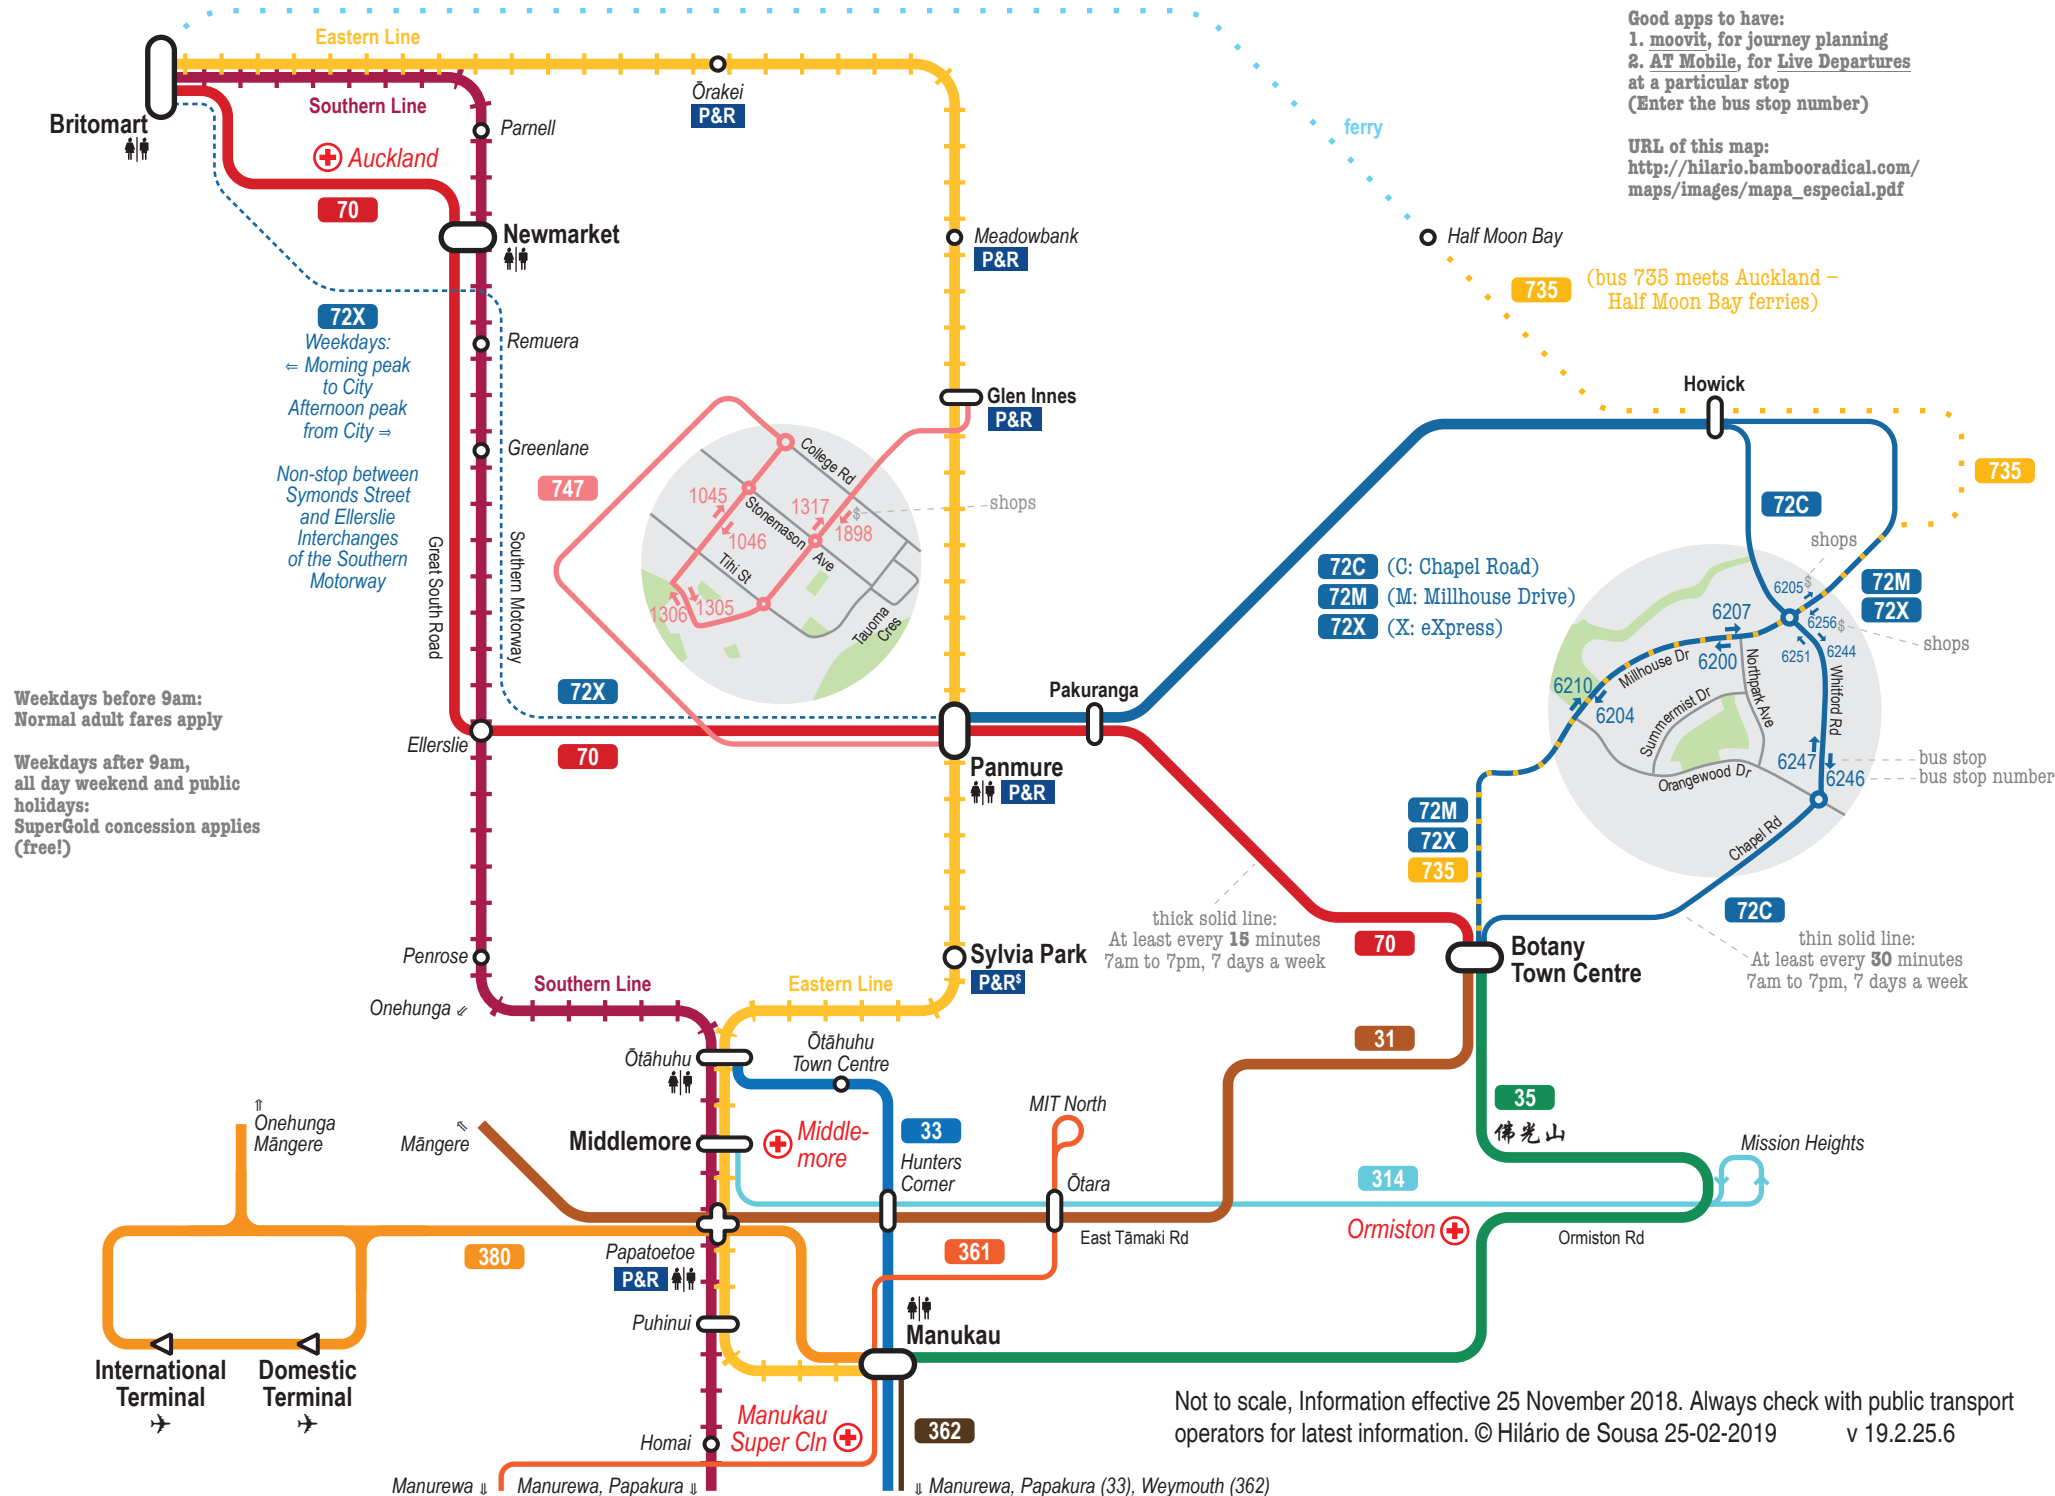 Eastern Line
Southern Line
Britomart
Ōrakei
P&R
Parnell
Auckland
70
Newmarket
Meadowbank
P&R
ferry
Good apps to have:
1. moovit, for journey planning
2. AT Mobile, for Live Departures
at a particular stop
(Enter the bus stop number)
URL of this map:
http://hilario.bambooradical.com/
maps/images/mapa_especial.pdf
Half Moon Bay
735
(bus 735 meets Auckland –
Half Moon Bay ferries)
72X
Weekdays:
⇐ Morning peak
to City
Afternoon peak
from City ⇒
Non-stop between
Symonds Street
and Ellerslie
Interchanges
of the Southern
Motorway
Remuera
Greenlane
Great South Road
Southern Motorway
Glen Innes
P&R
747
College Rd
1045
1046
Stonemason Ave
1317
1898
$
shops
Tihi St
1305
1306
Tauoma
Cres
Howick
735
72C
72C (C: Chapel Road)
72M (M: Millhouse Drive)
72X (X: eXpress)
shops
6205
$
72M
72X
6207
6256
$
shops
6200
6251
6244
Millhouse Dr
Northpark Ave
Whitford Rd
6210
6204
Summermist Dr
Orangewood Dr
6247
6246
bus stop
bus stop number
Chapel Rd
72X
Pakuranga
Ellerslie
70
Panmure
P&R
Weekdays before 9am:
Normal adult fares apply
Weekdays after 9am,
all day weekend and public
holidays:
SuperGold concession applies
(free!)
72M
72X
735
72C
thick solid line:
At least every 15 minutes
7am to 7pm, 7 days a week
70
Botany
Town Centre
thin solid line:
At least every 30 minutes
7am to 7pm, 7 days a week
Penrose
Onehunga ⇙
Southern Line
Eastern Line
Sylvia Park
P&R$
31
Ōtāhuhu
Ōtāhuhu
Town Centre
35
佛光山
MIT North
⇑
Onehunga
Māngere
⇖
Māngere
Middlemore
Middle-
more
33
Hunters
Corner
Ōtara
314
Mission Heights
East Tāmaki Rd
Ormiston
Ormiston Rd
380
Papatoetoe
P&R
361
Puhinui
Manukau
International
Terminal
Domestic
Terminal
Manukau
Super Cln
362
Homai
Manurewa ⇓
Manurewa, Papakura ⇓
⇓ Manurewa, Papakura (33), Weymouth (362)
Not to scale, Information effective 25 November 2018. Always check with public transport
operators for latest information. © Hilário de Sousa 25-02-2019 v 19.2.25.6